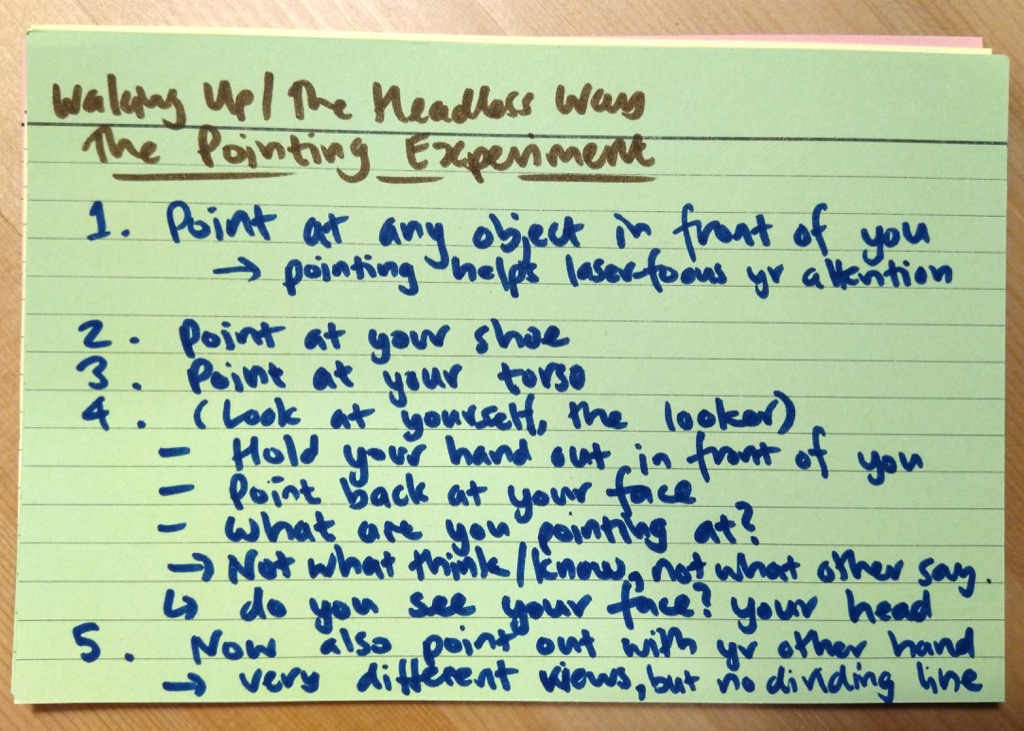 Waking Up / The Headless Way
The Pointing Experiment
1. Point at any object in front of you
→ pointing helps laser-focus yr attention
2. Point at your shoe
3. Point at your torso
4. (Look at yourself, the looker)
- Hold your hand out, in front of you
- Point back at your face
- What are you pointing at?
→ Not what think/know, not what other say.
↳ do you see your face? your head
5. Now also point out with yr other hand
→ very different views, but no dividing line